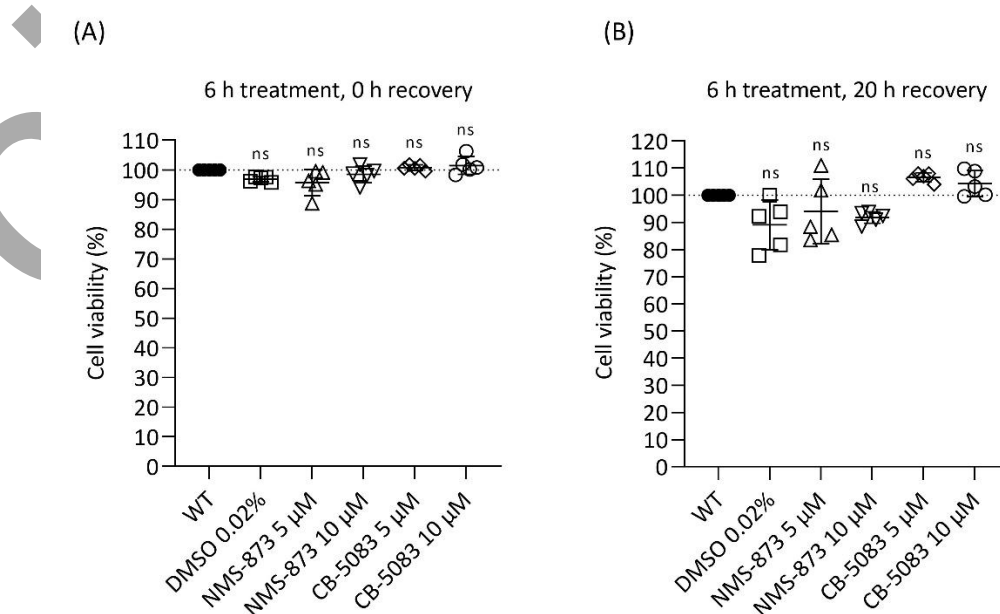 (A)
6 h treatment, 0 h recovery
Cell viability (%)
110
100
90
80
70
60
50
40
30
20
10
0
ns
ns
ns
ns
ns
WT
DMSO 0.02%
NMS-873 5 µM
NMS-873 10 µM
CB-5083 5 µM
CB-5083 10 µM
(B)
6 h treatment, 20 h recovery
Cell viability (%)
120
110
100
90
80
70
60
50
40
30
20
10
0
ns
ns
ns
ns
ns
WT
DMSO 0.02%
NMS-873 5 µM
NMS-873 10 µM
CB-5083 5 µM
CB-5083 10 µM